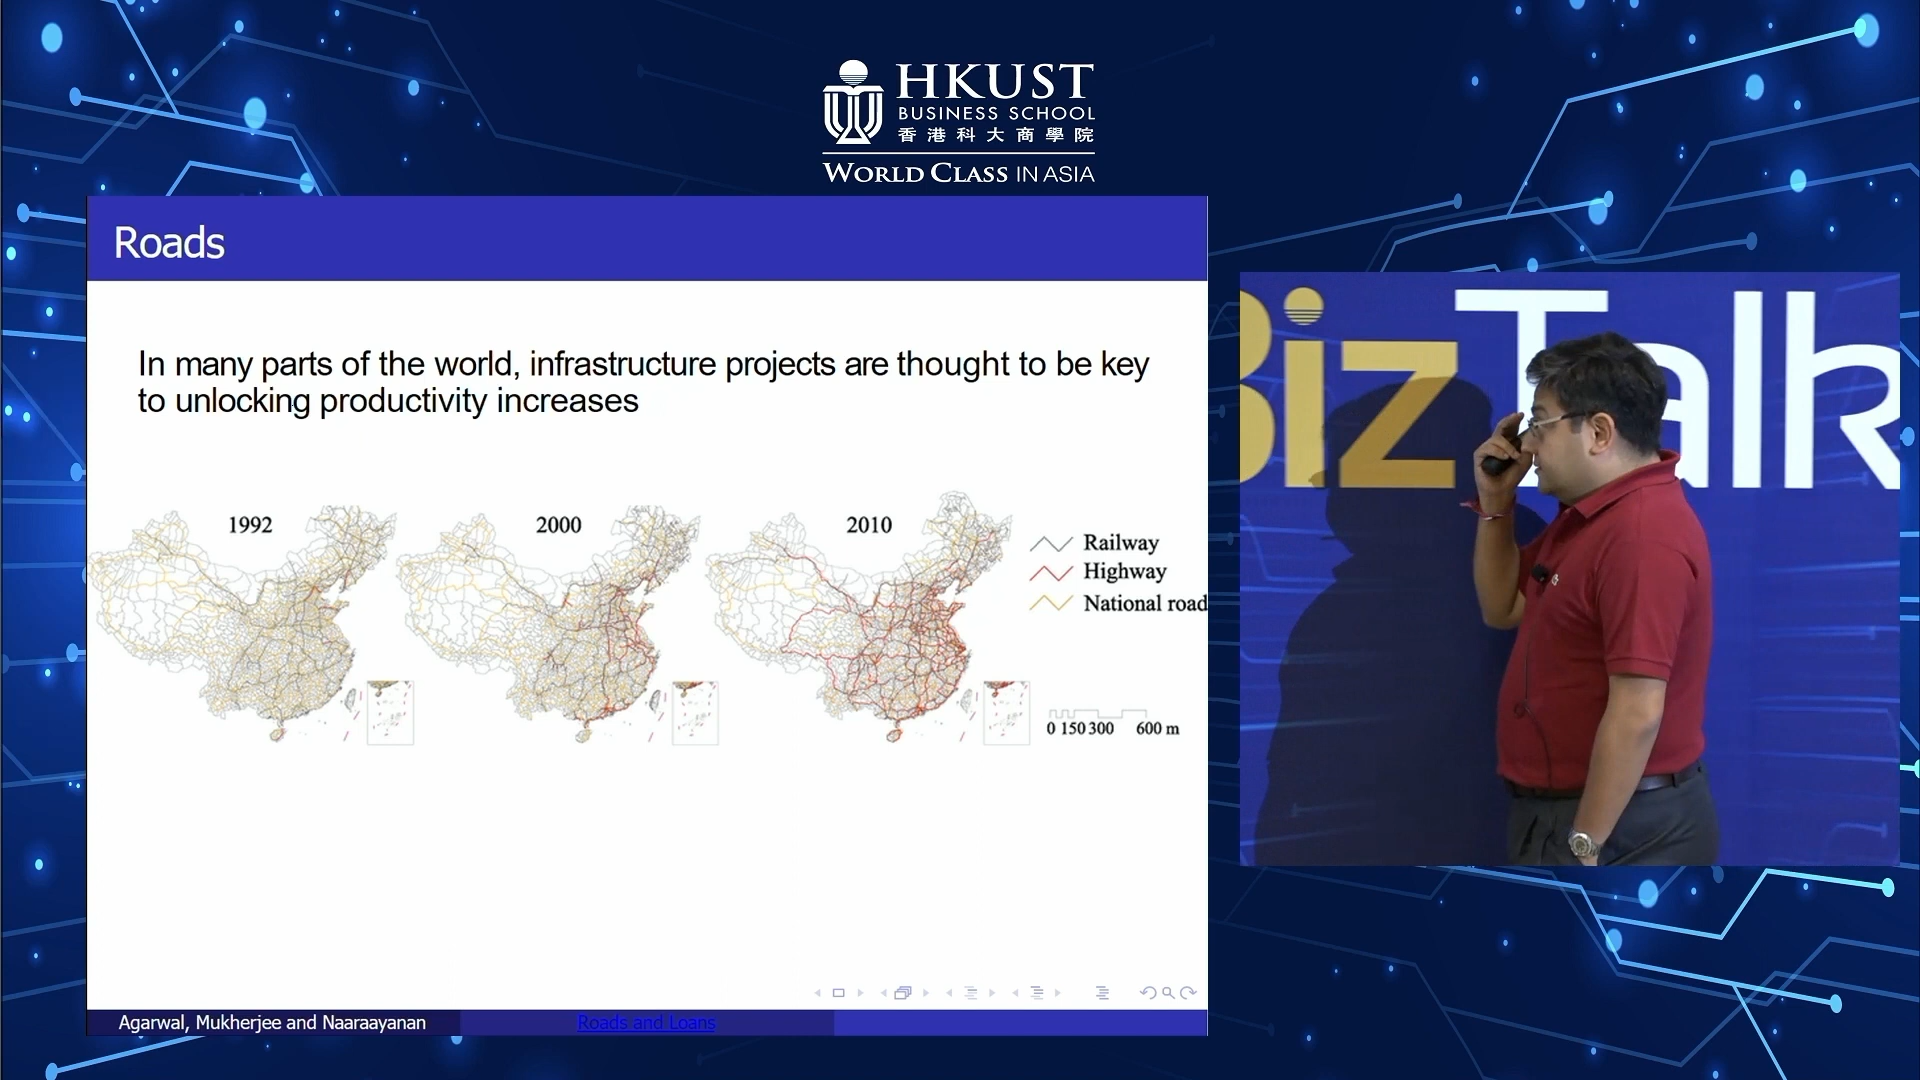 HKUST
BUSINESS SCHOOL
香港科大商學院
WORLD CLASS IN ASIA
Roads
In many parts of the world, infrastructure projects are thought to be key
to unlocking productivity increases
1992
2000
2010
Railway
Highway
National road
0 150 300 600 m
Agarwal, Mukherjee and Naaraayanan
Roads and Loans
BizTalk